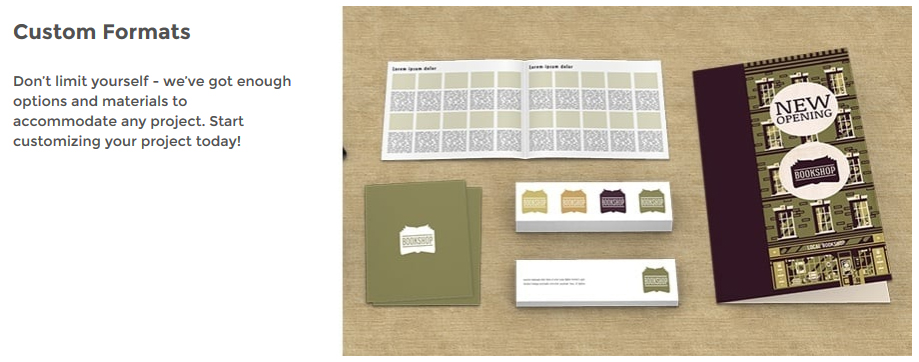 Custom Formats
Don't limit yourself - we've got enough
options and materials to
accommodate any project. Start
customizing your project today!
Lorem ipsum dolor
Lorem ipsum dolor
NEW
OPENING
BOOKSHOP
LOCAL BOOKSHOP
BOOKSHOP
BOOKSHOP
BOOKSHOP
BOOKSHOP
BOOKSHOP
BOOKSHOP